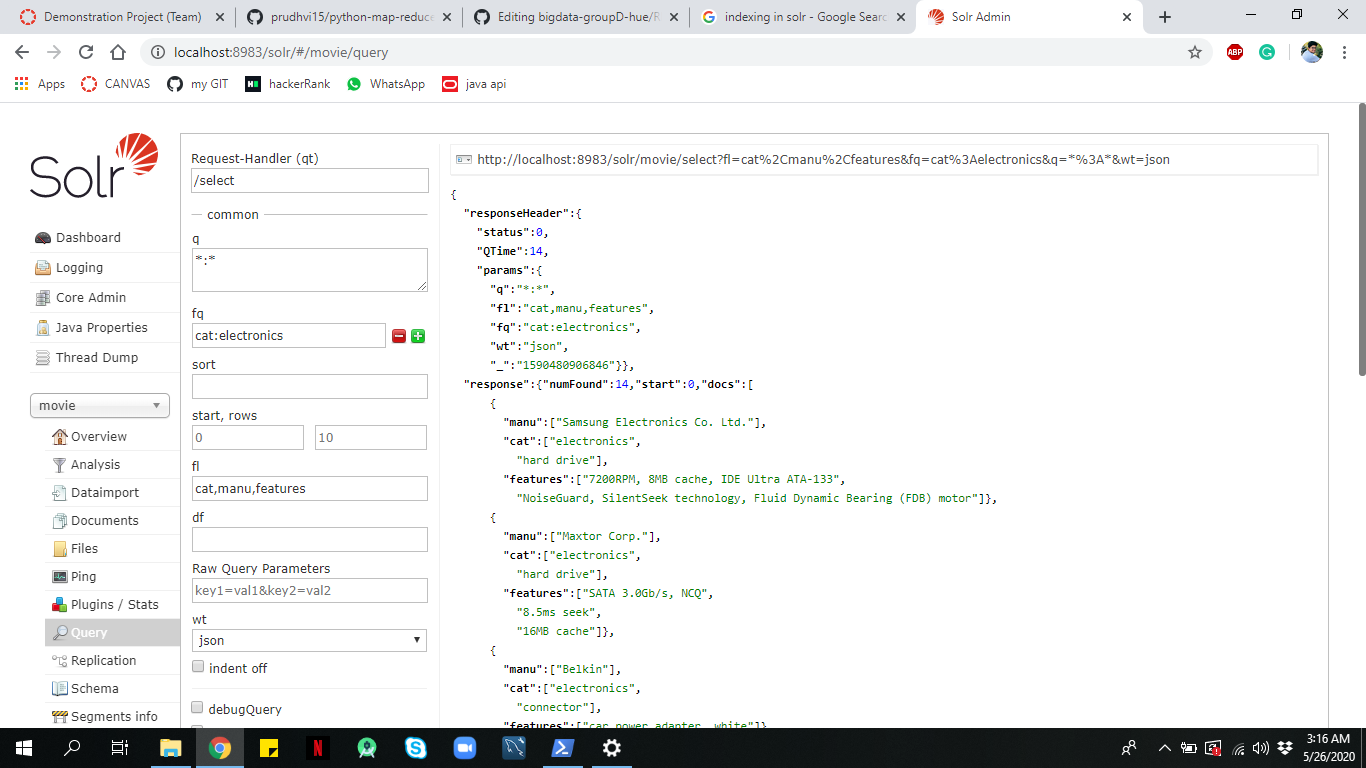 Demonstration Project (Team)
prudhvi15/python-map-reduce
Editing bigdata-groupD-hue/R
indexing in solr - Google Searc
Solr Admin
localhost:8983/solr/#/movie/query
ABP
Apps
CANVAS
my GIT
hackerRank
WhatsApp
java api
Solr
Dashboard
Logging
Core Admin
Java Properties
Thread Dump
movie
Overview
Analysis
Dataimport
Documents
Files
Ping
Plugins / Stats
Query
Replication
Schema
Segments info
Request-Handler (qt)
/select
common
q
*:*
fq
cat:electronics
sort
start, rows
0
10
fl
cat,manu,features
df
Raw Query Parameters
key1=val1&key2=val2
wt
json
indent off
debugQuery
http://localhost:8983/solr/movie/select?fl=cat%2Cmanu%2Cfeatures&fq=cat%3Aelectronics&q=*%3A*&wt=json
{
"responseHeader":{
"status":0,
"QTime":14,
"params":{
"q":"*:*",
"fl":"cat,manu,features",
"fq":"cat:electronics",
"wt":"json",
"_":"1590480906846"}},
"response":{"numFound":14,"start":0,"docs":[
{
"manu":["Samsung Electronics Co. Ltd."],
"cat":["electronics",
"hard drive"],
"features":["7200RPM, 8MB cache, IDE Ultra ATA-133",
"NoiseGuard, SilentSeek technology, Fluid Dynamic Bearing (FDB) motor"]},
{
"manu":["Maxtor Corp."],
"cat":["electronics",
"hard drive"],
"features":["SATA 3.0Gb/s, NCQ",
"8.5ms seek",
"16MB cache"]},
{
"manu":["Belkin"],
"cat":["electronics",
"connector"],
"features":["car power adapter, white"]}
3:16 AM
5/26/2020